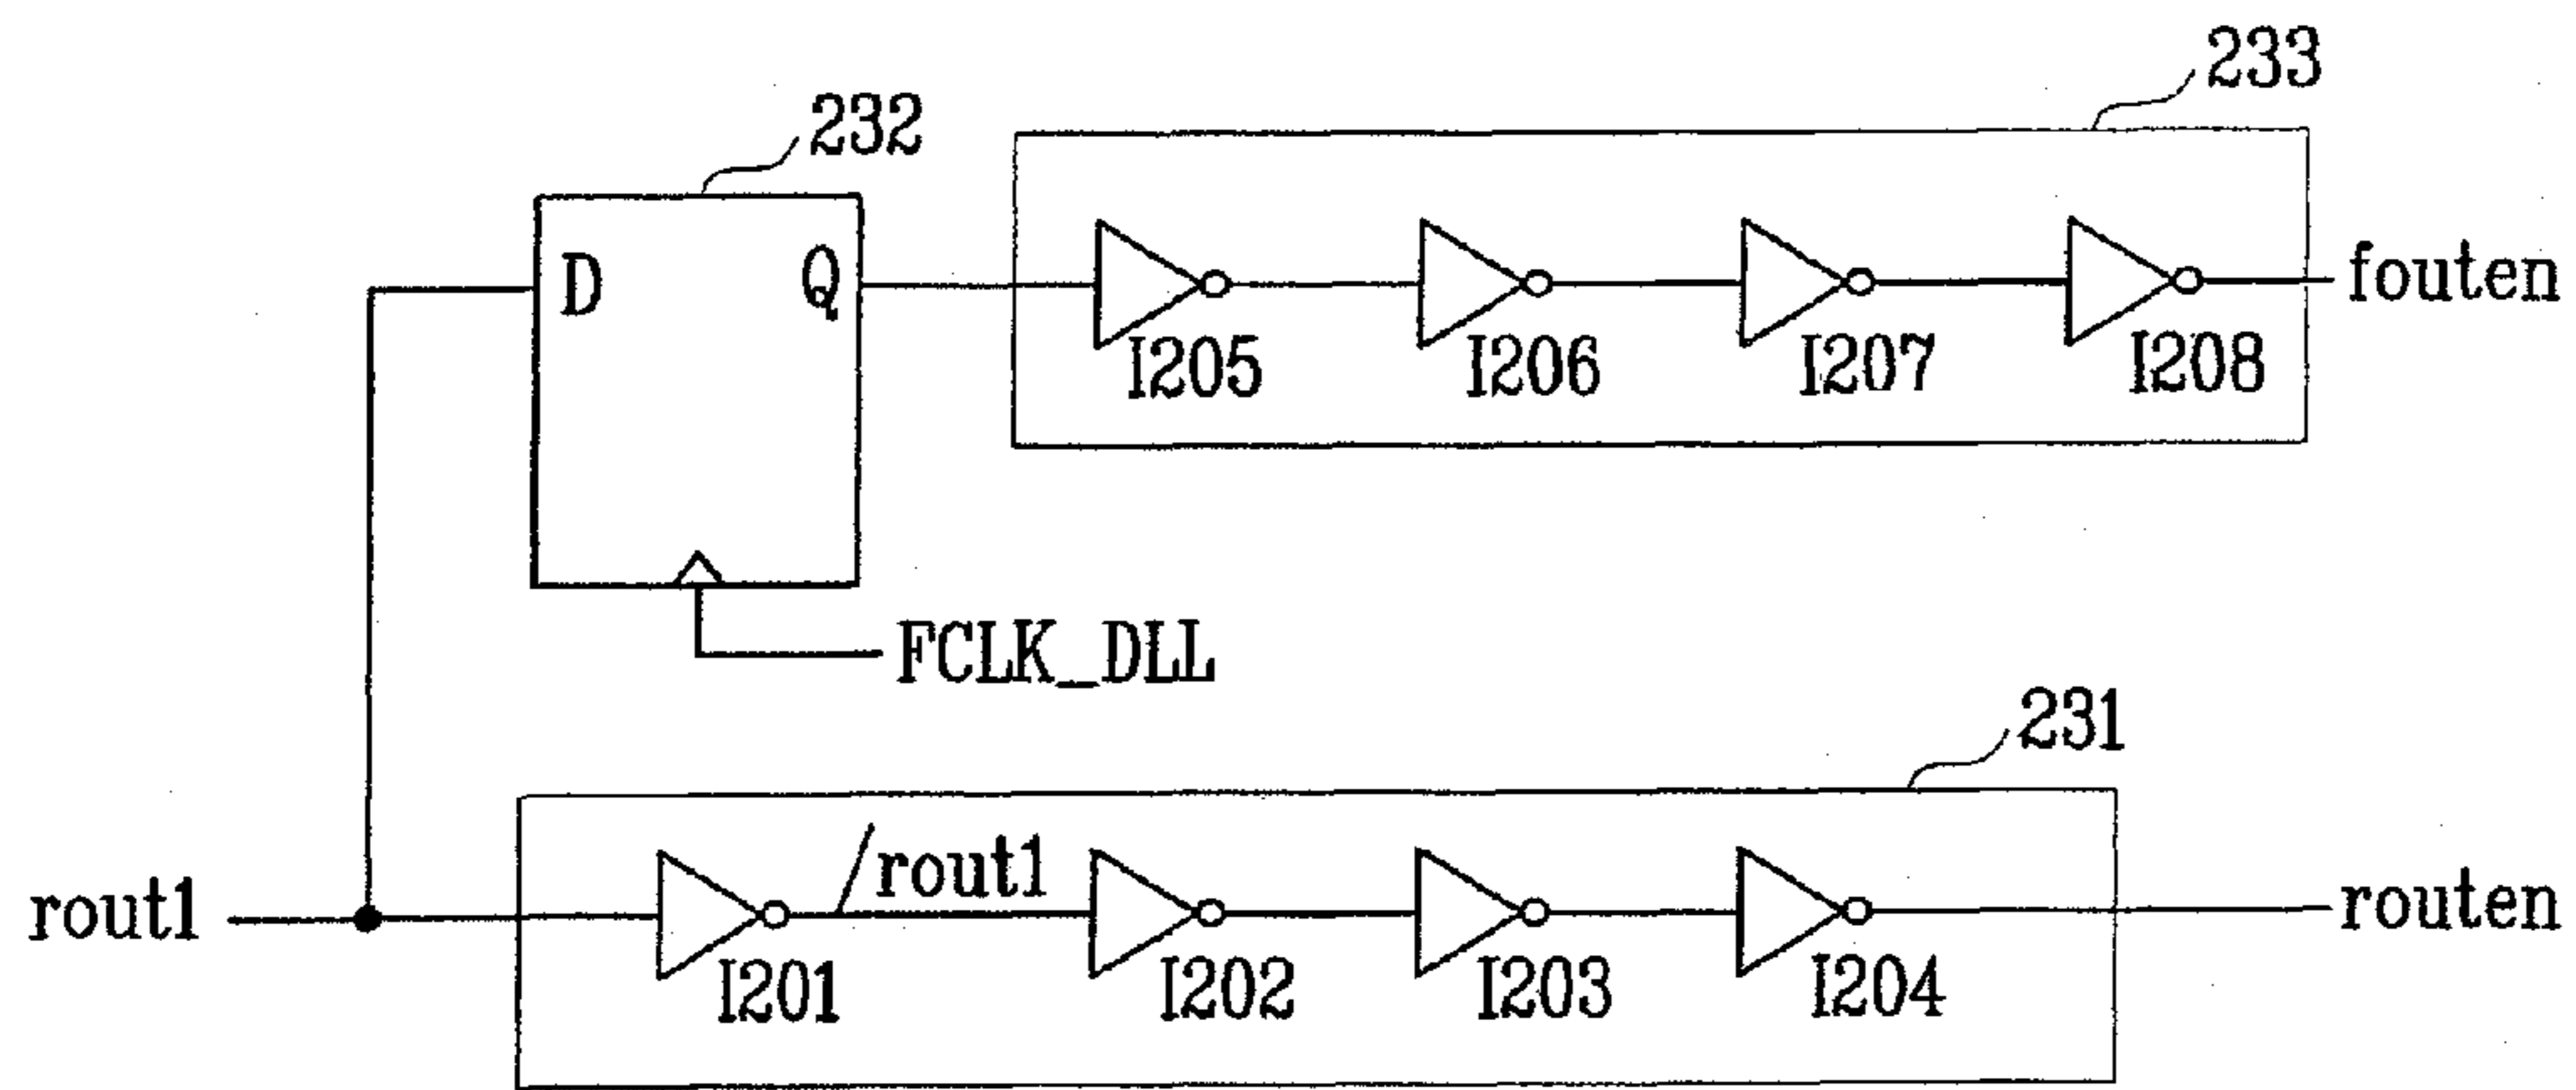 233
232
D Q
fouten
I205 I206 I207 I208
FCLK_DLL
231
rout1
/rout1
routen
I201 I202 I203 I204